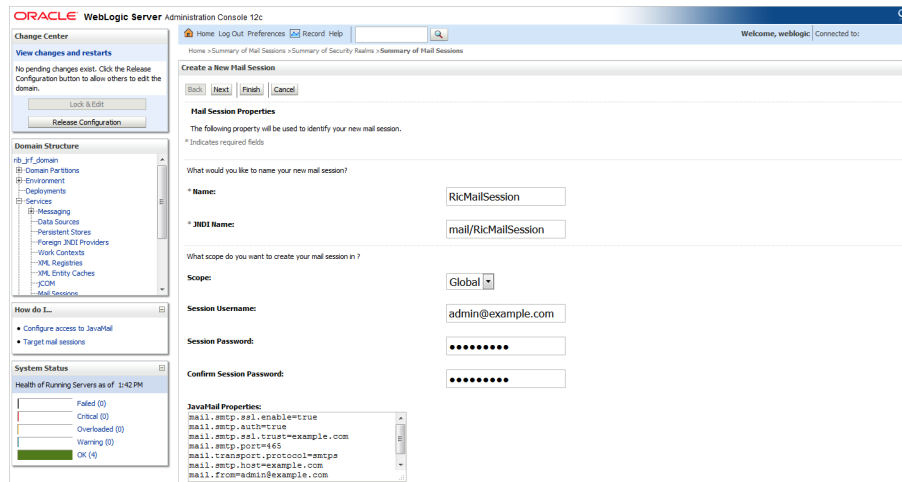 ORACLE WebLogic Server Administration Console 12c
Change Center
View changes and restarts
No pending changes exist. Click the Release
Configuration button to allow others to edit the
domain.
Lock & Edit
Release Configuration
Domain Structure
rib_jrf_domain
Domain Partitions
Environment
Deployments
Services
Messaging
Data Sources
Persistent Stores
Foreign JNDI Providers
Work Contexts
XML Registries
XML Entity Caches
jCOM
Mail Sessions
How do I...
Configure access to JavaMail
Target mail sessions
System Status
Health of Running Servers as of 1:42 PM
Failed (0)
Critical (0)
Overloaded (0)
Warning (0)
OK (4)
Home Log Out Preferences Record Help
Welcome, weblogic Connected to:
Home >Summary of Mail Sessions >Summary of Security Realms >Summary of Mail Sessions
Create a New Mail Session
Back Next Finish Cancel
Mail Session Properties
The following property will be used to identify your new mail session.
* Indicates required fields
What would you like to name your new mail session?
* Name: RicMailSession
* JNDI Name: mail/RicMailSession
What scope do you want to create your mail session in ?
Scope: Global
Session Username: admin@example.com
Session Password: ●●●●●●●●●
Confirm Session Password: ●●●●●●●●●
JavaMail Properties:
mail.smtp.ssl.enable=true
mail.smtp.auth=true
mail.smtp.ssl.trust=example.com
mail.smtp.port=465
mail.transport.protocol=smtps
mail.smtp.host=example.com
mail.from=admin@example.com